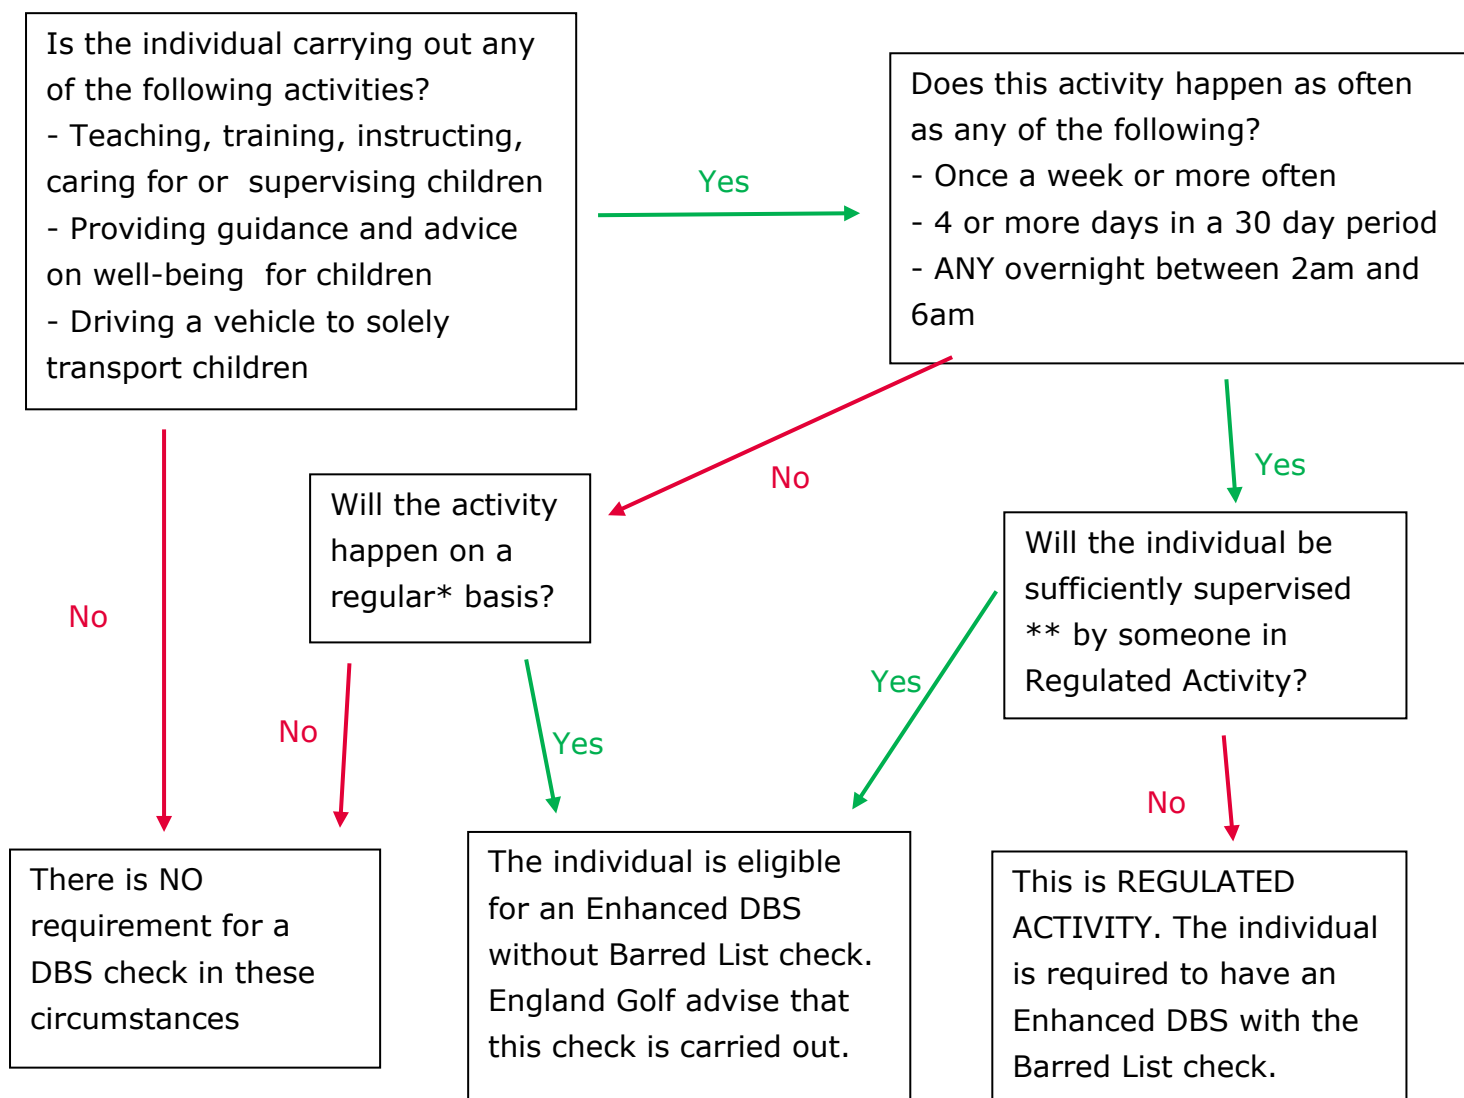 Is the individual carrying out any
of the following activities?
- Teaching, training, instructing,
caring for or  supervising children
- Providing guidance and advice
on well-being  for children
- Driving a vehicle to solely
transport children
Yes
Does this activity happen as often
as any of the following?
- Once a week or more often
- 4 or more days in a 30 day period
- ANY overnight between 2am and
6am
No
No
Yes
Will the activity
happen on a
regular* basis?
Will the individual be
sufficiently supervised
** by someone in
Regulated Activity?
No
Yes
Yes
No
There is NO
requirement for a
DBS check in these
circumstances
The individual is eligible
for an Enhanced DBS
without Barred List check.
England Golf advise that
this check is carried out.
This is REGULATED
ACTIVITY. The individual
is required to have an
Enhanced DBS with the
Barred List check.